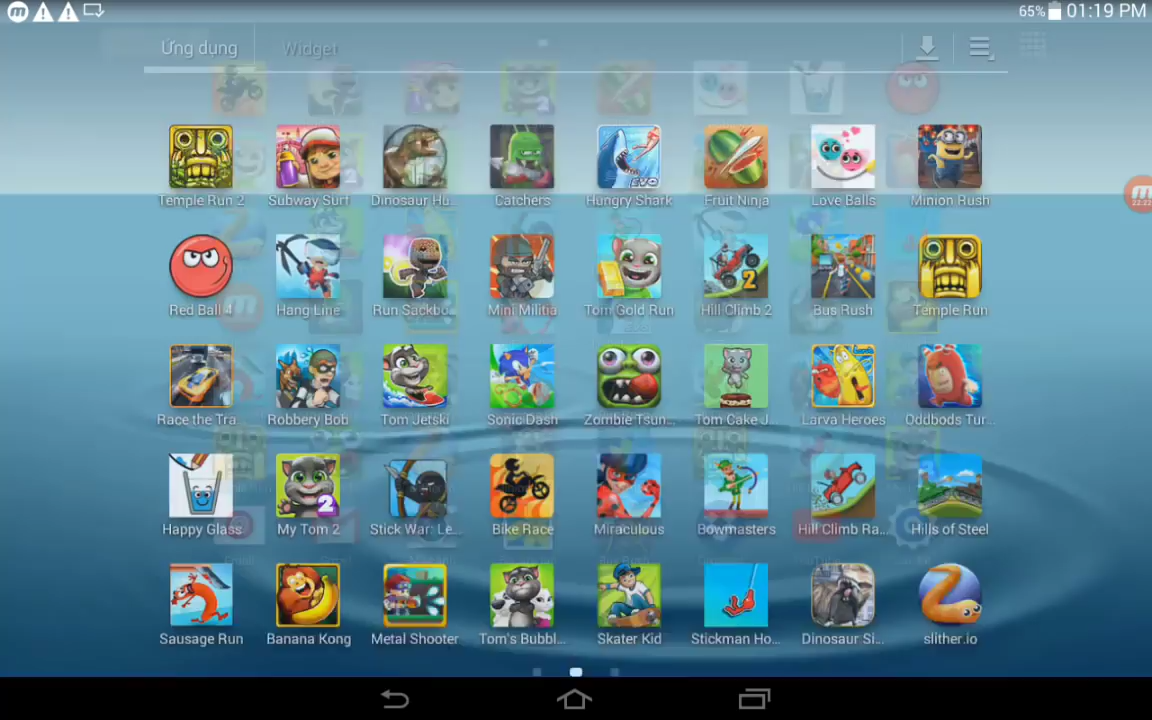 65% 01:19 PM
Ứng dụng Widget
22:22
Temple Run 2 Subway Surf Dinosaur Hu... Catchers Hungry Shark Fruit Ninja Love Balls Minion Rush
Red Ball 4 Hang Line Run Sackbo... Mini Militia Tom Gold Run Hill Climb 2 Bus Rush Temple Run
Race the Tra... Robbery Bob Tom Jetski Sonic Dash Zombie Tsun... Tom Cake J... Larva Heroes Oddbods Tur...
Happy Glass My Tom 2 Stick War: Le... Bike Race Miraculous Bowmasters Hill Climb Ra... Hills of Steel
Sausage Run Banana Kong Metal Shooter Tom's Bubbl... Skater Kid Stickman Ho... Dinosaur Si... slither.io